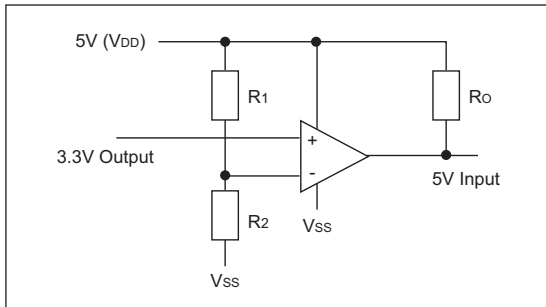 5V (VDD)
R1
RO
3.3V Output
+
-
5V Input
R2
VSS
VSS